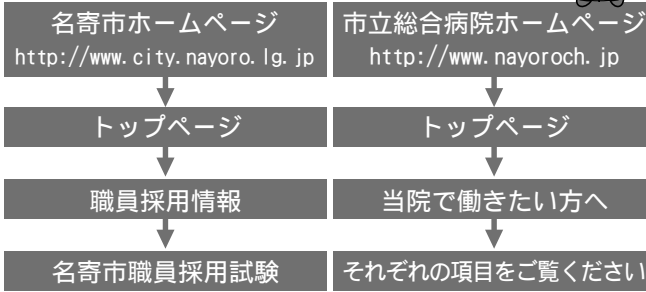 名寄市ホームページ
http://www.city.nayoro.lg.jp
トップページ
職員採用情報
名寄市職員採用試験
市立総合病院ホームページ
http://www.nayoroch.jp
トップページ
当院で働きたい方へ
それぞれの項目をご覧ください